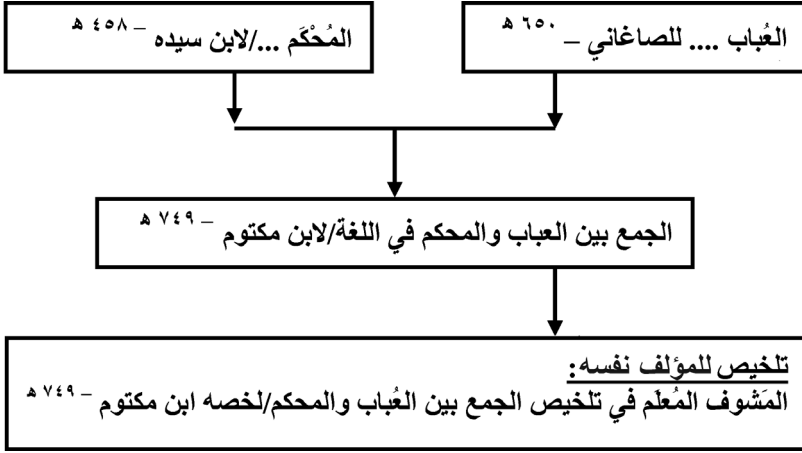 العُباب .... للصاغاني – ٦٥٠ ه
المُحْكَم .../لابن سيده – ٤٥٨ ه
الجمع بين العباب والمحكم في اللغة/لابن مكتوم – ٧٤٩ ه
تلخيص للمؤلف نفسه:
المَشوف المُعلَم في تلخيص الجمع بين العُباب والمحكم/لخصه ابن مكتوم – ٧٤٩ ه